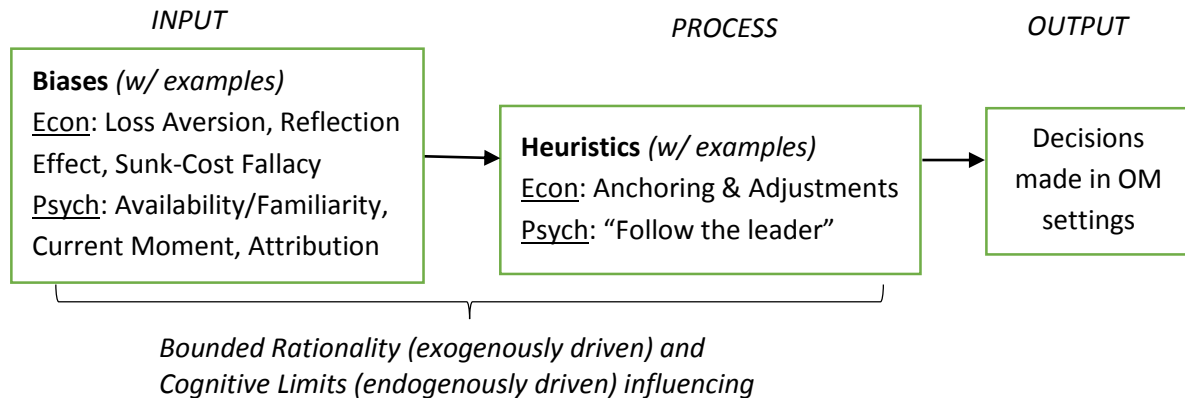 INPUT
PROCESS
OUTPUT
Biases (w/ examples)
Econ: Loss Aversion, Reflection
Effect, Sunk-Cost Fallacy
Psych: Availability/Familiarity,
Current Moment, Attribution
Heuristics (w/ examples)
Econ: Anchoring & Adjustments
Psych: “Follow the leader”
Decisions
made in OM
settings
Bounded Rationality (exogenously driven) and
Cognitive Limits (endogenously driven) influencing